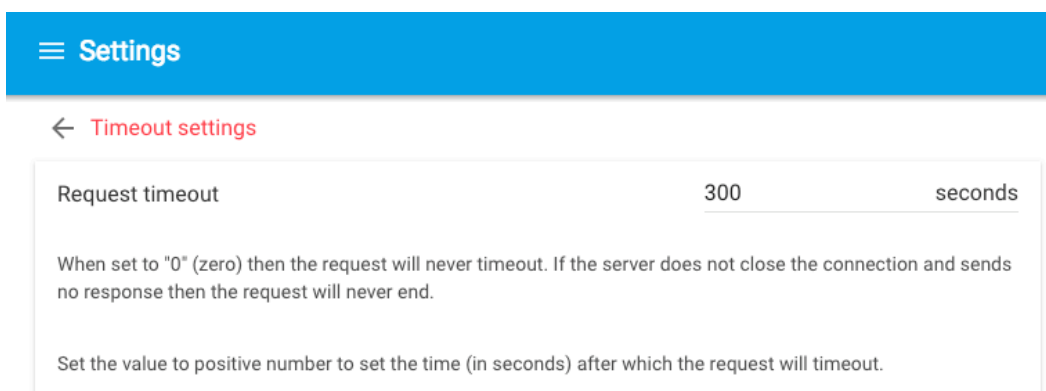 Settings
Timeout settings
Request timeout 300 seconds
When set to "0" (zero) then the request will never timeout. If the server does not close the connection and sends
no response then the request will never end.
Set the value to positive number to set the time (in seconds) after which the request will timeout.